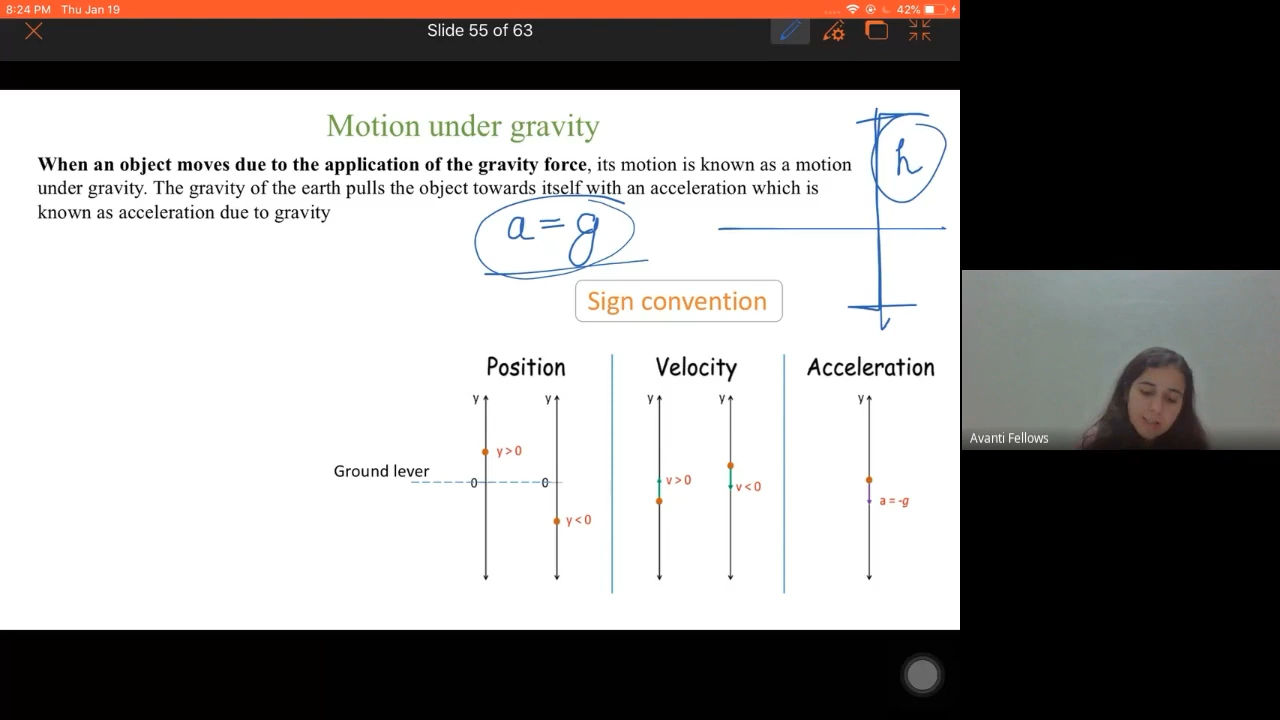 8:24 PM Thu Jan 19
42%
Slide 55 of 63
Motion under gravity
When an object moves due to the application of the gravity force, its motion is known as a motion
under gravity. The gravity of the earth pulls the object towards itself with an acceleration which is
known as acceleration due to gravity
h
a = g
Sign convention
Position Velocity Acceleration
y y y y y
y > 0
Ground lever 0 0
v > 0
v < 0
a = -g
y < 0
Avanti Fellows